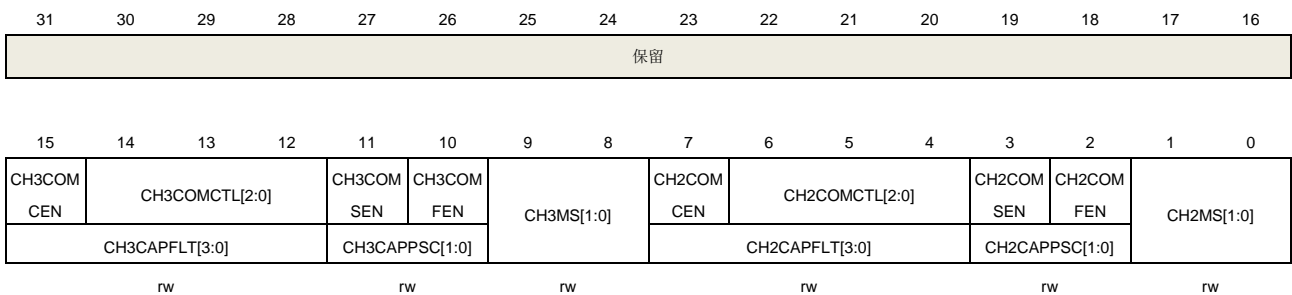 31 30 29 28 27 26 25 24 23 22 21 20 19 18 17 16
保留
15 14 13 12 11 10 9 8 7 6 5 4 3 2 1 0
CH3COM CEN CH3COMCTL[2:0] CH3COM SEN CH3COM FEN CH3MS[1:0] CH2COM CEN CH2COMCTL[2:0] CH2COM SEN CH2COM FEN CH2MS[1:0]
CH3CAPFLT[3:0] CH3CAPPSC[1:0] CH2CAPFLT[3:0] CH2CAPPSC[1:0]
rw rw rw rw rw rw